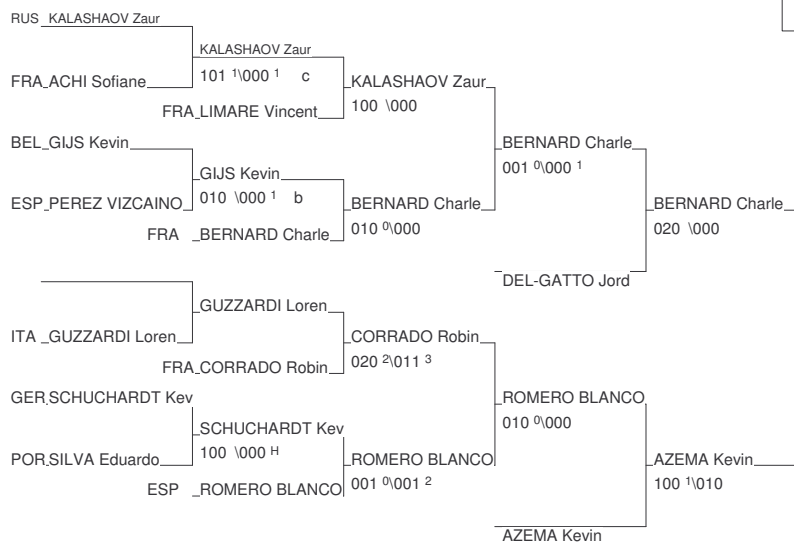 RUS KALASHAOV Zaur
KALASHAOV Zaur
FRA ACHI Sofiane
101 1\000 1 c
KALASHAOV Zaur
FRA LIMARE Vincent
100 \000
BEL GIJS Kevin
BERNARD Charle
GIJS Kevin
001 0\000 1
ESP PEREZ VIZCAINO
010 \000 1 b
BERNARD Charle
BERNARD Charle
FRA BERNARD Charle
010 0\000
020 \000
DEL-GATTO Jord
GUZZARDI Loren
ITA GUZZARDI Loren
CORRADO Robin
FRA CORRADO Robin
020 2\011 3
GER SCHUCHARDT Kev
ROMERO BLANCO
SCHUCHARDT Kev
010 0\000
100 \000 H
POR SILVA Eduardo
ROMERO BLANCO
AZEMA Kevin
ESP ROMERO BLANCO
001 0\001 2
100 1\010
AZEMA Kevin